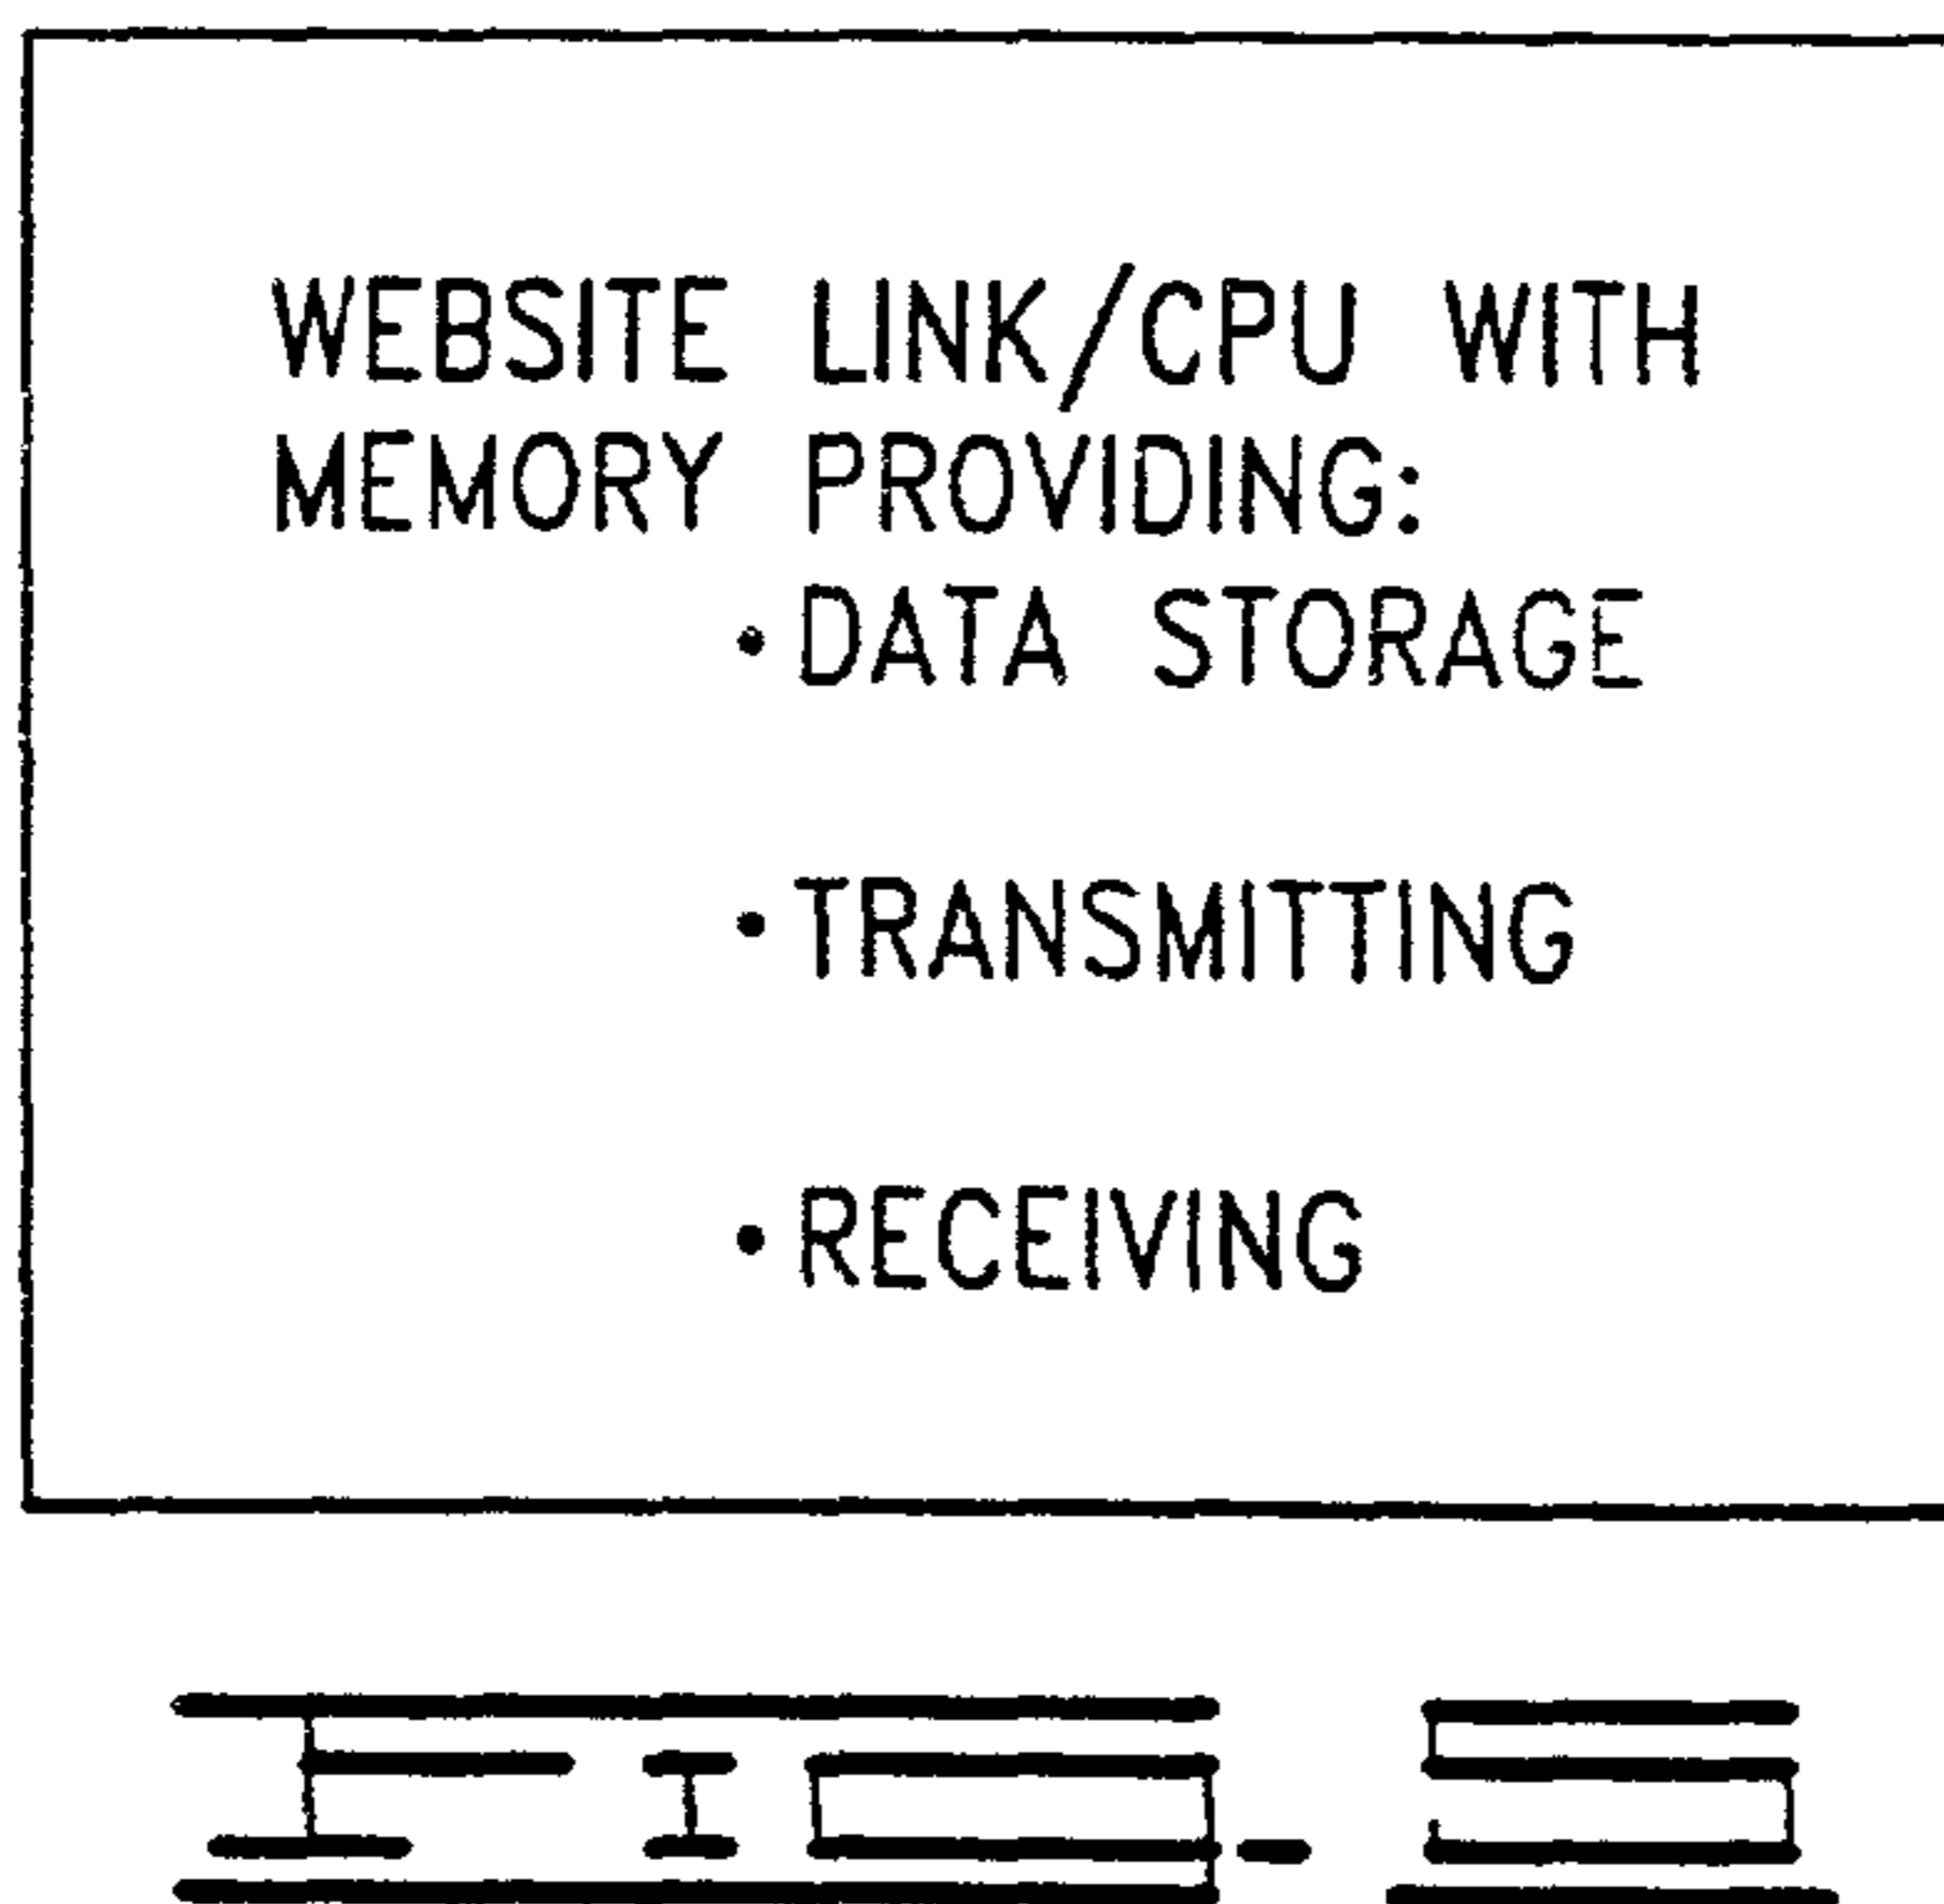 WEBSITE LINK/CPU WITH
MEMORY PROVIDING:
• DATA STORAGE
• TRANSMITTING
• RECEIVING
Fig-5